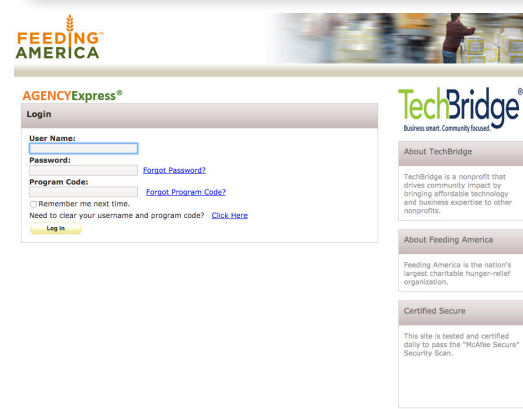 FEEDING™
AMERICA
AGENCYExpress®
Login
User Name:
Password:
Forgot Password?
Program Code:
Forgot Program Code?
Remember me next time.
Need to clear your username and program code? Click Here
Log In
TechBridge®
Business smart. Community focused.
About TechBridge
TechBridge is a nonprofit that
drives community impact by
bringing affordable technology
and business expertise to other
nonprofits.
About Feeding America
Feeding America is the nation's
largest charitable hunger-relief
organization.
Certified Secure
This site is tested and certified
daily to pass the "McAfee Secure"
Security Scan.